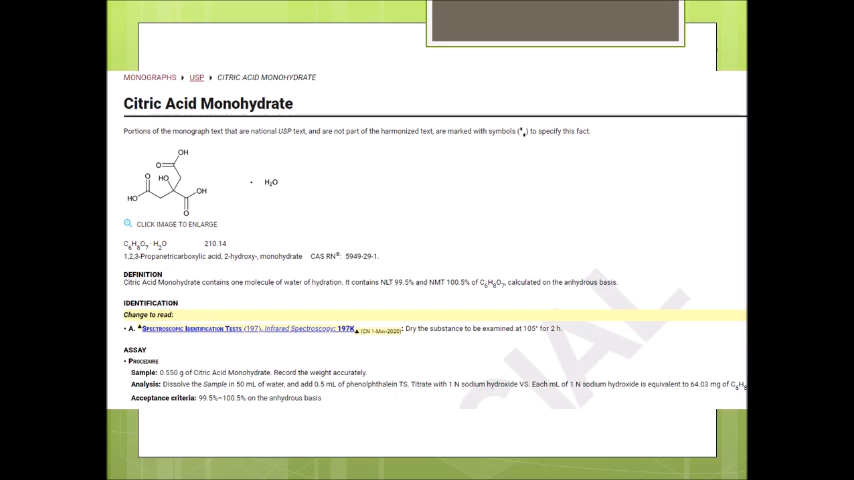 MONOGRAPHS ▸ USP ▸ CITRIC ACID MONOHYDRATE
Citric Acid Monohydrate
Portions of the monograph text that are national USP text, and are not part of the harmonized text, are marked with symbols (♦♦) to specify this fact.
OH
O
O
HO
OH
HO
O
· H₂O
CLICK IMAGE TO ENLARGE
C₆H₈O₇ · H₂O 210.14
1,2,3-Propanetricarboxylic acid, 2-hydroxy-, monohydrate CAS RN®: 5949-29-1.
DEFINITION
Citric Acid Monohydrate contains one molecule of water of hydration. It contains NLT 99.5% and NMT 100.5% of C₆H₈O₇, calculated on the anhydrous basis.
IDENTIFICATION
Change to read:
• A. ▲SPECTROSCOPIC IDENTIFICATION TESTS ⟨197⟩, Infrared Spectroscopy: 197K▲ (CN 1-May-2020): Dry the substance to be examined at 105° for 2 h.
ASSAY
• PROCEDURE
Sample: 0.550 g of Citric Acid Monohydrate. Record the weight accurately.
Analysis: Dissolve the Sample in 50 mL of water, and add 0.5 mL of phenolphthalein TS. Titrate with 1 N sodium hydroxide VS. Each mL of 1 N sodium hydroxide is equivalent to 64.03 mg of C₆H₈
Acceptance criteria: 99.5%–100.5% on the anhydrous basis
CIAL